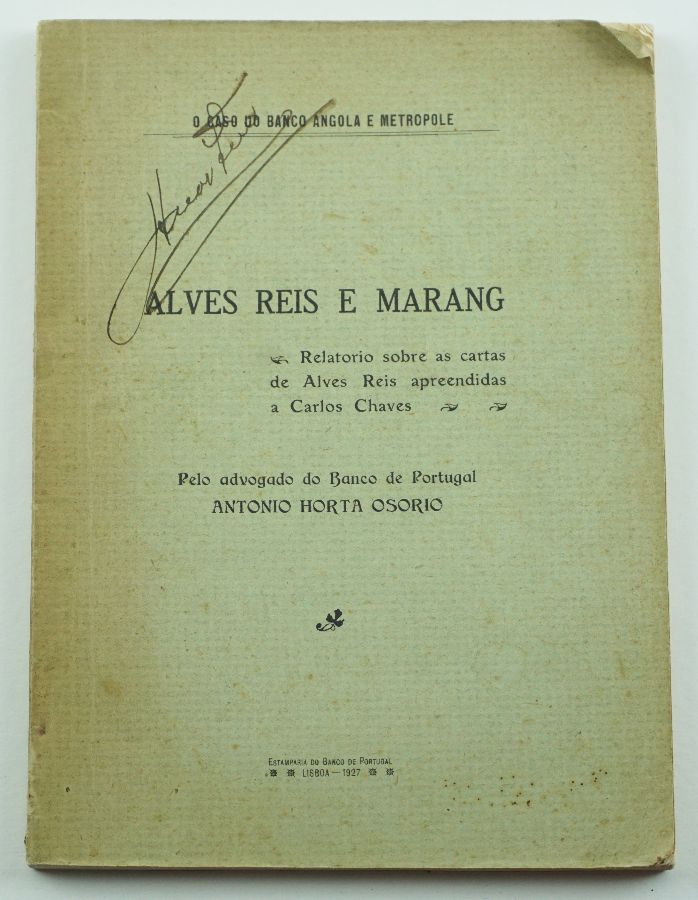 O CASO DO BANCO ANGOLA E METROPOLE
ALVES REIS E MARANG
Relatorio sobre as cartas
de Alves Reis apreendidas
a Carlos Chaves
Pelo advogado do Banco de Portugal
ANTONIO HORTA OSORIO
ESTAMPARIA DO BANCO DE PORTUGAL
LISBOA—1927